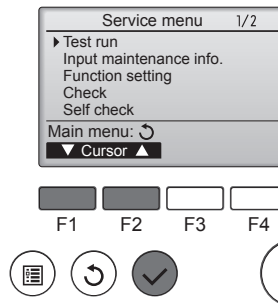 Service menu 1/2
Test run
Input maintenance info.
Function setting
Check
Self check
Main menu:
▼ Cursor ▲
F1 F2 F3 F4